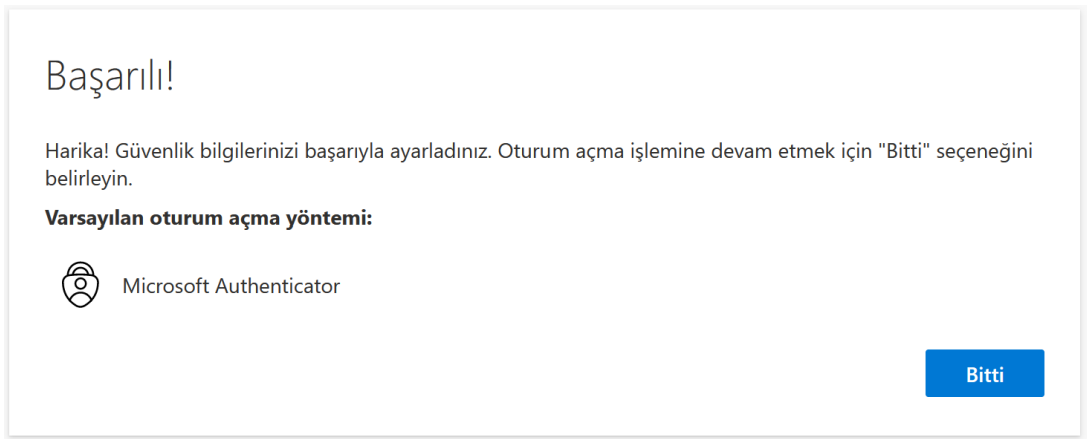 Başarılı!
Harika! Güvenlik bilgilerinizi başarıyla ayarladınız. Oturum açma işlemine devam etmek için "Bitti" seçeneğini
belirleyin.
Varsayılan oturum açma yöntemi:
Microsoft Authenticator
Bitti